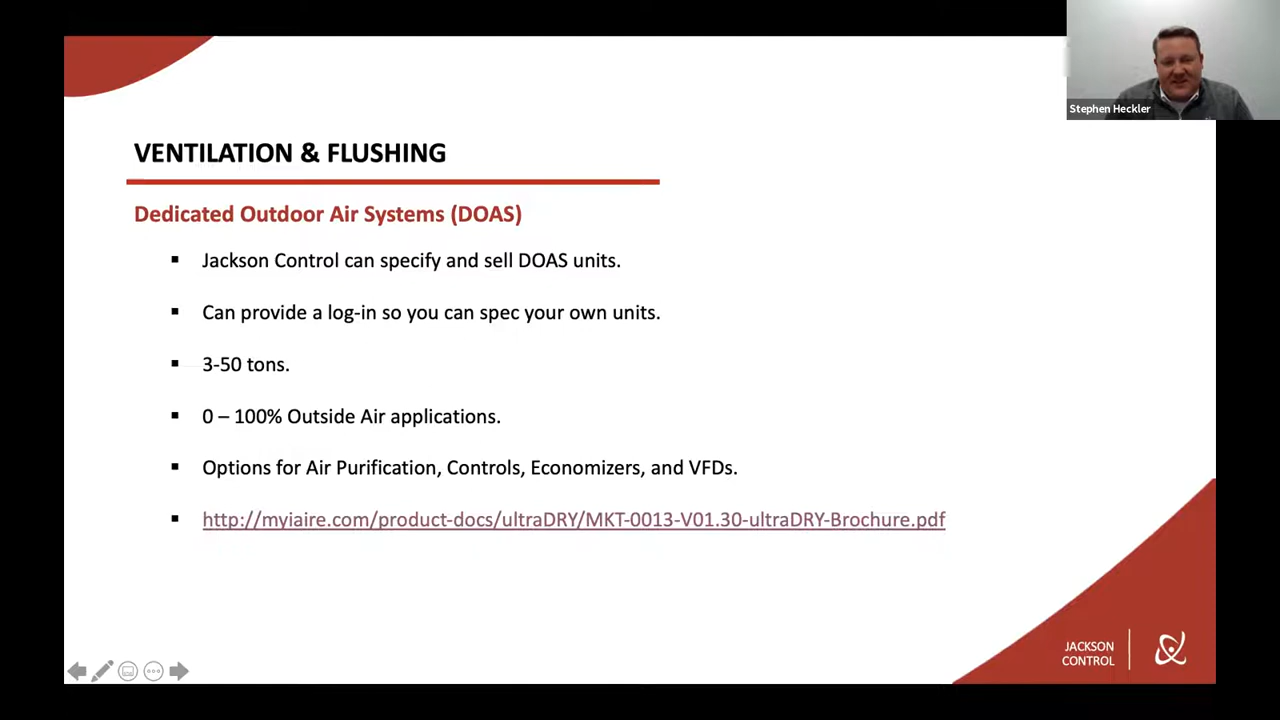 Stephen Heckler
VENTILATION & FLUSHING
Dedicated Outdoor Air Systems (DOAS)
▪ Jackson Control can specify and sell DOAS units.
▪ Can provide a log-in so you can spec your own units.
▪ 3-50 tons.
▪ 0 – 100% Outside Air applications.
▪ Options for Air Purification, Controls, Economizers, and VFDs.
▪ http://myiaire.com/product-docs/ultraDRY/MKT-0013-V01.30-ultraDRY-Brochure.pdf
JACKSON
CONTROL